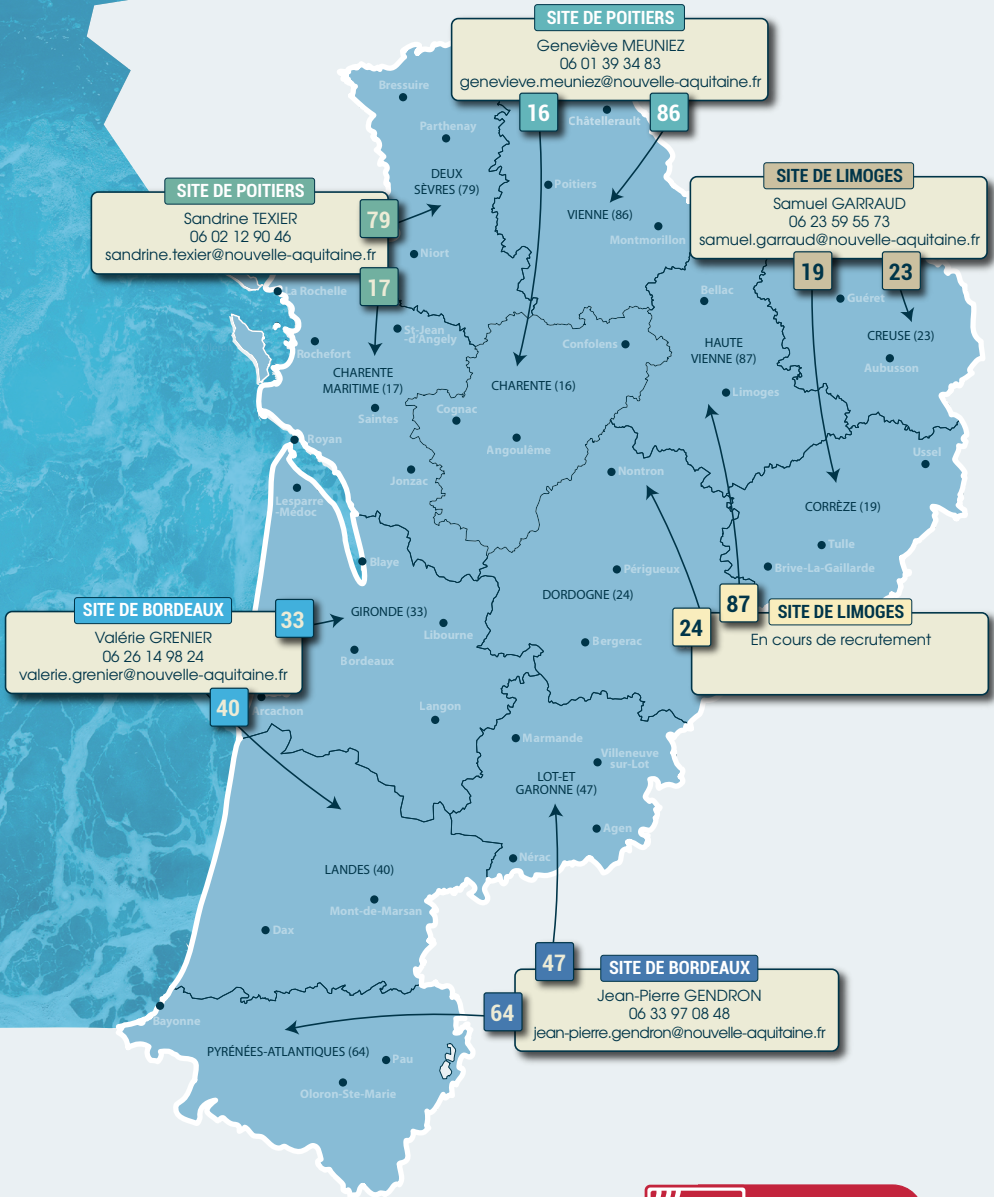 SITE DE POITIERS
Geneviève MEUNIEZ
06 01 39 34 83
genevieve.meuniez@nouvelle-aquitaine.fr
16
86
Bressuire
Châtellerault
Parthenay
DEUX
SÈVRES (79)
Poitiers
VIENNE (86)
Montmorillon
SITE DE POITIERS
Sandrine TEXIER
06 02 12 90 46
sandrine.texier@nouvelle-aquitaine.fr
79
17
SITE DE LIMOGES
Samuel GARRAUD
06 23 59 55 73
samuel.garraud@nouvelle-aquitaine.fr
19
23
Niort
La Rochelle
Bellac
Guéret
St-Jean
-d'Angely
Rochefort
Confolens
HAUTE
VIENNE (87)
CREUSE (23)
Aubusson
CHARENTE
MARITIME (17)
CHARENTE (16)
Limoges
Saintes
Cognac
Royan
Angoulême
Ussel
Jonzac
Nontron
Lesparre
-Médoc
CORRÈZE (19)
Tulle
Blaye
Périgueux
Brive-La-Gaillarde
DORDOGNE (24)
87
24
SITE DE LIMOGES
En cours de recrutement
SITE DE BORDEAUX
Valérie GRENIER
06 26 14 98 24
valerie.grenier@nouvelle-aquitaine.fr
33
40
GIRONDE (33)
Libourne
Bergerac
Bordeaux
Arcachon
Langon
Marmande
Villeneuve
sur-Lot
LOT-ET
GARONNE (47)
Agen
Nérac
LANDES (40)
Mont-de-Marsan
Dax
47
64
SITE DE BORDEAUX
Jean-Pierre GENDRON
06 33 97 08 48
jean-pierre.gendron@nouvelle-aquitaine.fr
Bayonne
PYRÉNÉES-ATLANTIQUES (64)
Pau
Oloron-Ste-Marie